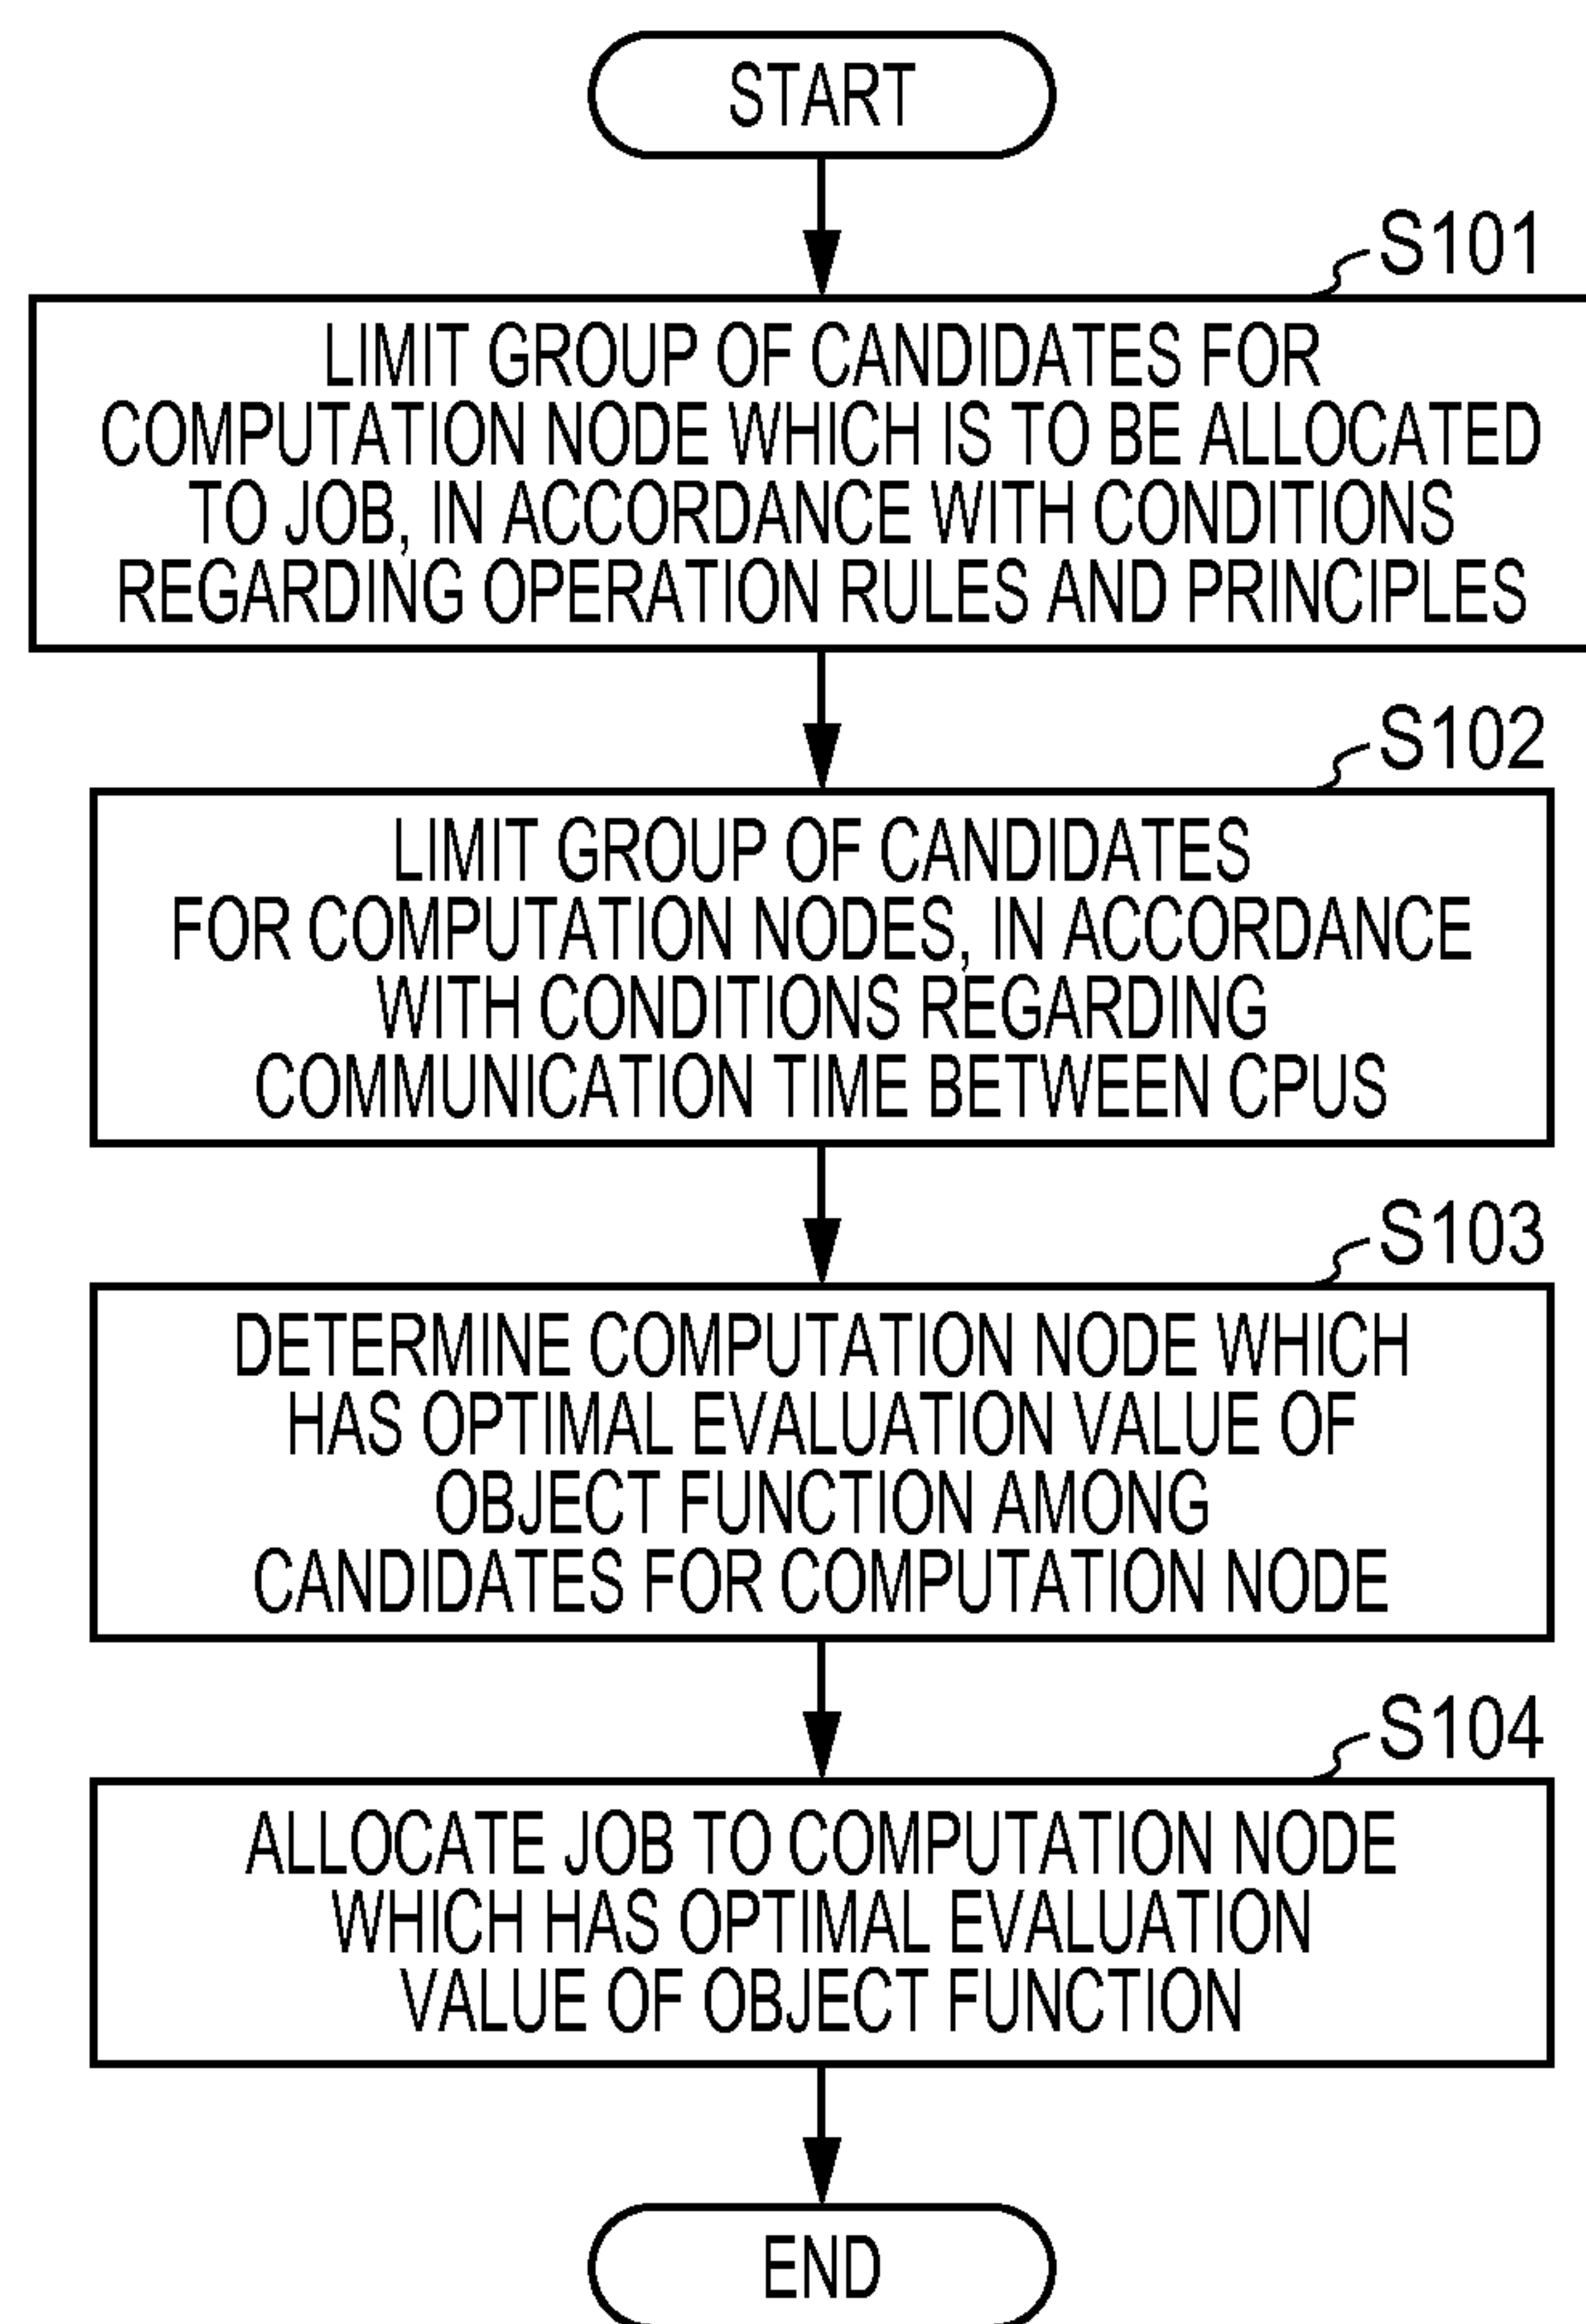 START
S101
LIMIT GROUP OF CANDIDATES FOR
COMPUTATION NODE WHICH IS TO BE ALLOCATED
TO JOB, IN ACCORDANCE WITH CONDITIONS
REGARDING OPERATION RULES AND PRINCIPLES
S102
LIMIT GROUP OF CANDIDATES
FOR COMPUTATION NODES, IN ACCORDANCE
WITH CONDITIONS REGARDING
COMMUNICATION TIME BETWEEN CPUS
S103
DETERMINE COMPUTATION NODE WHICH
HAS OPTIMAL EVALUATION VALUE OF
OBJECT FUNCTION AMONG
CANDIDATES FOR COMPUTATION NODE
S104
ALLOCATE JOB TO COMPUTATION NODE
WHICH HAS OPTIMAL EVALUATION
VALUE OF OBJECT FUNCTION
END